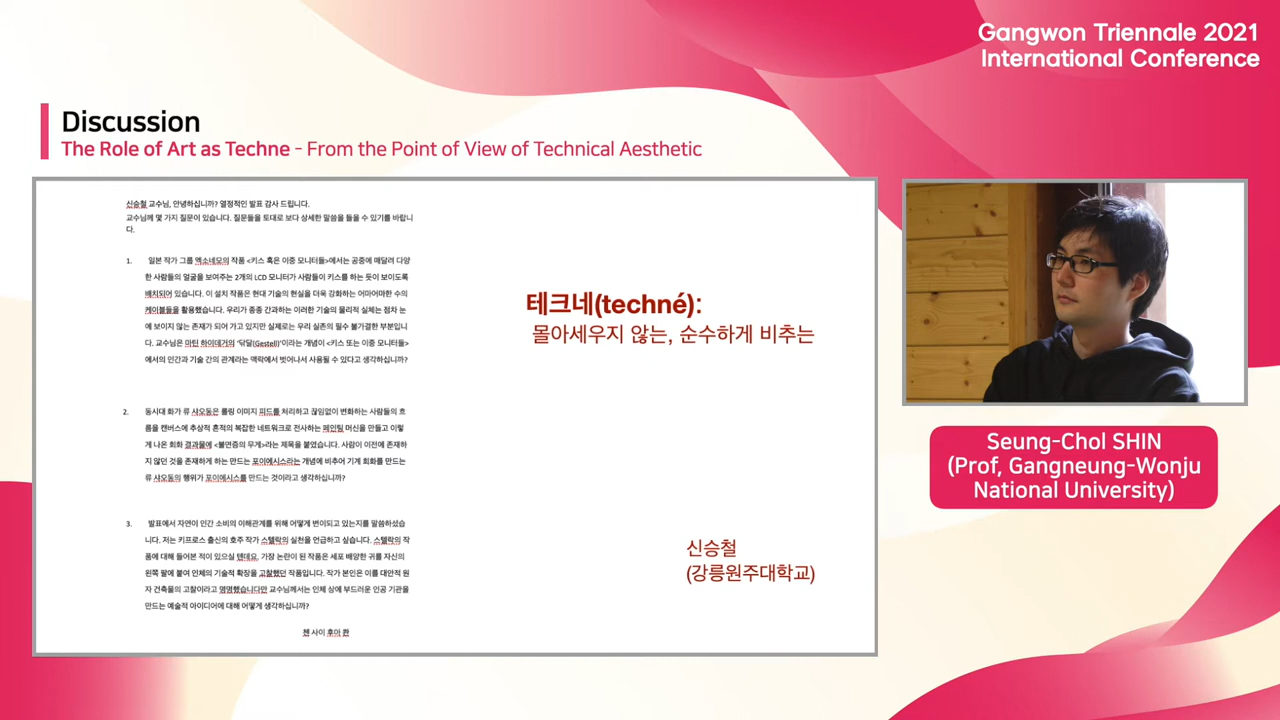 Gangwon Triennale 2021
International Conference
Discussion
The Role of Art as Techne - From the Point of View of Technical Aesthetic
신승철 교수님, 안녕하십니까? 열정적인 발표 감사 드립니다.
교수님께 몇 가지 질문이 있습니다. 질문들을 토대로 보다 상세한 말씀을 들을 수 있기를 바랍니
다.
1. 일본 작가 그룹 엑소네모의 작품 <키스 혹은 이중 모니터들>에서는 공중에 매달려 다양
한 사람들의 얼굴을 보여주는 2개의 LCD 모니터가 사람들이 키스를 하는 듯이 보이도록
배치되어 있습니다. 이 설치 작품은 현대 기술의 현실을 더욱 강화하는 어마어마한 수의
케이블들을 활용했습니다. 우리가 종종 간과하는 이러한 기술의 물리적 실체는 점차 눈
에 보이지 않는 존재가 되어 가고 있지만 실제로는 우리 실존의 필수 불가결한 부분입니
다. 교수님은 마틴 하이데거의 '닦달(Gestell)'이라는 개념이 <키스 또는 이중 모니터들>
에서의 인간과 기술 간의 관계라는 맥락에서 벗어나서 사용될 수 있다고 생각하십니까?
2. 동시대 화가 류 샤오동은 롤링 이미지 피드를 처리하고 끊임없이 변화하는 사람들의 흐
름을 캔버스에 추상적 흔적의 복잡한 네트워크로 전사하는 페인팅 머신을 만들고 이렇
게 나온 회화 결과물에 <불면증의 무게>라는 제목을 붙였습니다. 사람이 이전에 존재하
지 않던 것을 존재하게 하는 만드는 포이에시스라는 개념에 비추어 기계 회화를 만드는
류 샤오동의 행위가 포이에시스를 만드는 것이라고 생각하십니까?
3. 발표에서 자연이 인간 소비의 이해관계를 위해 어떻게 변이되고 있는지를 말씀하셨습
니다. 저는 키프로스 출신의 호주 작가 스텔락의 실천을 언급하고 싶습니다. 스텔락의 작
품에 대해 들어본 적이 있으실 텐데요, 가장 논란이 된 작품은 세포 배양한 귀를 자신의
왼쪽 팔에 붙여 인체의 기술적 확장을 고찰했던 작품입니다. 작가 본인은 이를 대안적 원
자 건축물의 고찰이라고 명명했습니다만 교수님께서는 인체 상에 부드러운 인공 기관을
만드는 예술적 아이디어에 대해 어떻게 생각하십니까?
첸 사이 후아 콴
테크네(techné):
몰아세우지 않는, 순수하게 비추는
신승철
(강릉원주대학교)
Seung-Chol SHIN
(Prof, Gangneung-Wonju
National University)